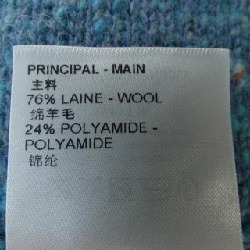 PRINCIPAL - MAIN
主料
76% LAINE - WOOL
绵羊毛
24% POLYAMIDE -
POLYAMIDE
锦纶